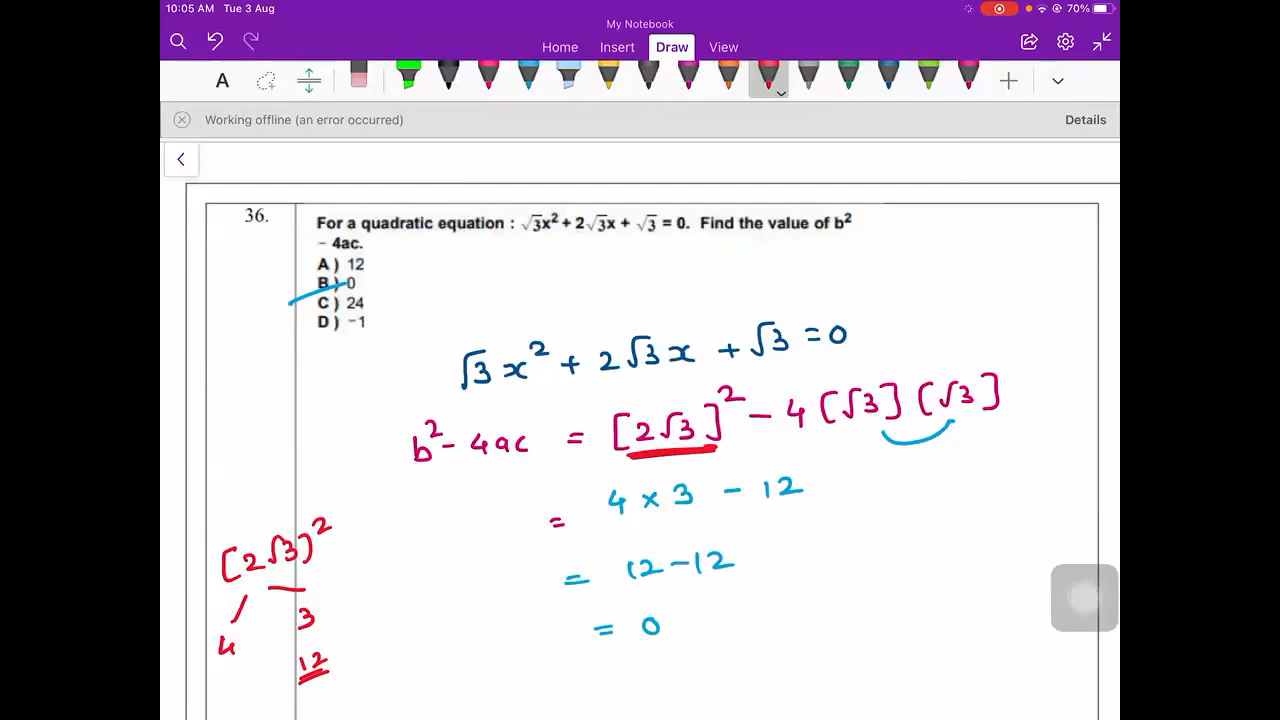 10:05 AM Tue 3 Aug
70%
My Notebook
Home Insert Draw View
A
Working offline (an error occurred)
Details
36.
For a quadratic equation : √3x² + 2√3x + √3 = 0. Find the value of b²
- 4ac.
A) 12
B) 0
C) 24
D) -1
√3 x² + 2√3x + √3 = 0
b² - 4ac = [2√3]² - 4[√3][√3]
= 4 × 3 - 12
= 12 - 12
= 0
[2√3)²
4
3
12